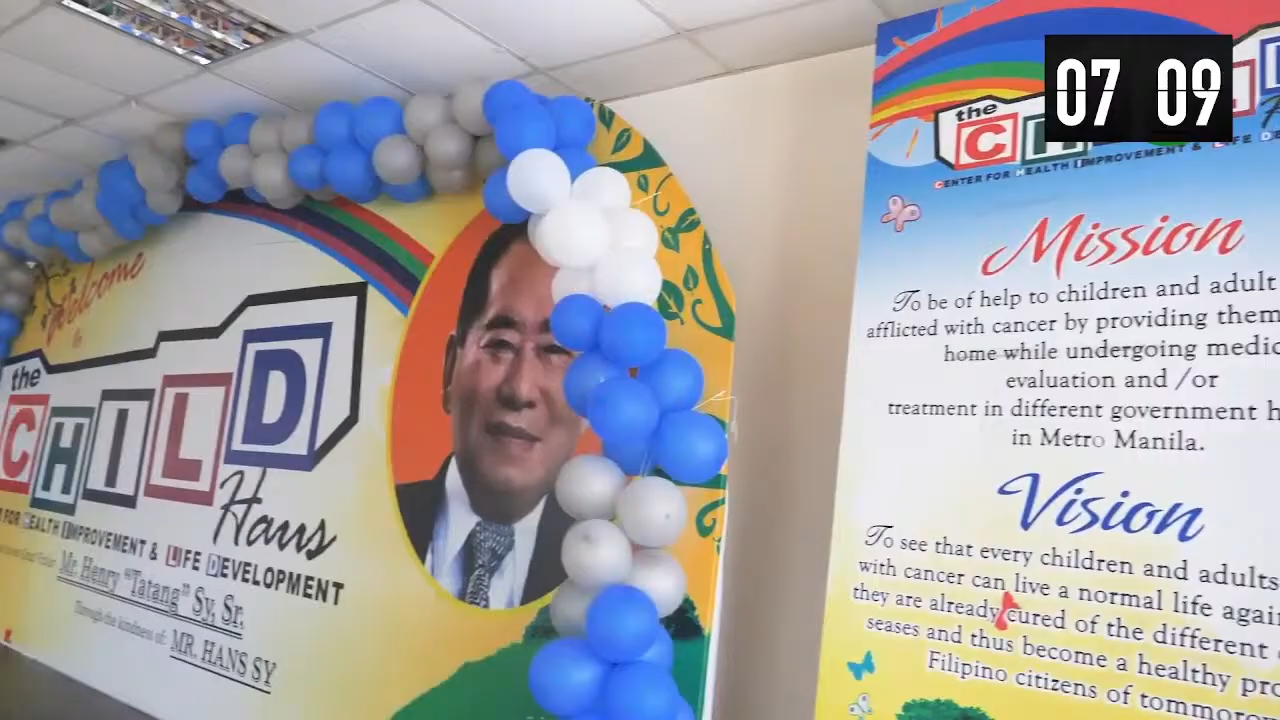 Welcome
to
the
CHILD
Haus
FOR HEALTH IMPROVEMENT & LIFE DEVELOPMENT
Mr. Henry "Tatang" Sy, Sr.
Through the kindness of: MR. HANS SY
07 09
the
CENTER FOR HEALTH IMPROVEMENT & LIFE DE
Mission
To be of help to children and adult
afflicted with cancer by providing them
home while undergoing medic
evaluation and /or
treatment in different government h
in Metro Manila.
Vision
To see that every children and adults
with cancer can live a normal life agai
they are already cured of the different
seases and thus become a healthy pro
Filipino citizens of tommoro